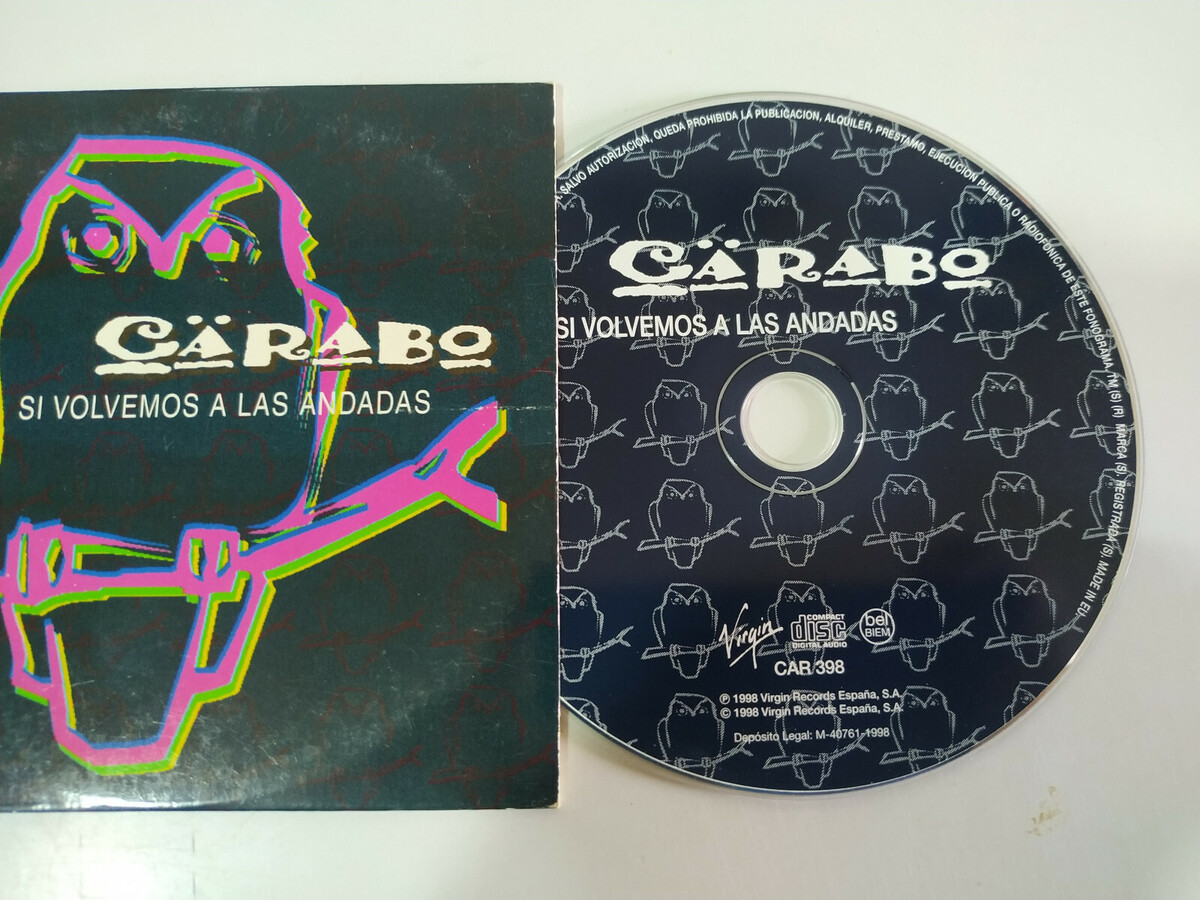 CÄRABO
SI VOLVEMOS A LAS ANDADAS
SALVO AUTORIZACION, QUEDA PROHIBIDA LA PUBLICACION, ALQUILER, PRESTAMO, EJECUCION PUBLICA O RADIOFONICA DE ESTE FONOGRAMA, TM (S) (R) MARCA (S) REGISTRADA (S). MADE IN EU.
CÄRABO
SI VOLVEMOS A LAS ANDADAS
Virgin
COMPACT
disc
DIGITAL AUDIO
bel
BIEM
CAR 398
℗ 1998 Virgin Records España, S.A.
© 1998 Virgin Records España, S.A.
Depósito Legal: M-40761-1998